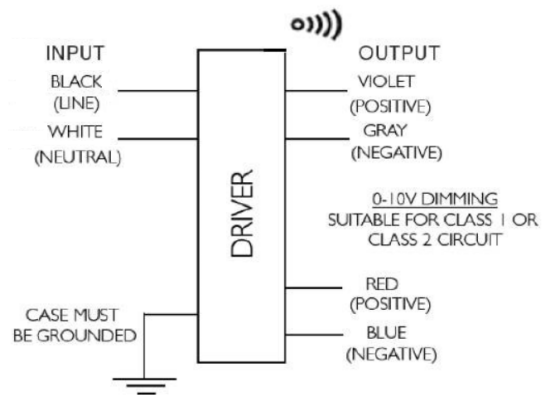 INPUT
BLACK
(LINE)
WHITE
(NEUTRAL)
CASE MUST
BE GROUNDED
DRIVER
OUTPUT
VIOLET
(POSITIVE)
GRAY
(NEGATIVE)
0-10V DIMMING
SUITABLE FOR CLASS 1 OR
CLASS 2 CIRCUIT
RED
(POSITIVE)
BLUE
(NEGATIVE)